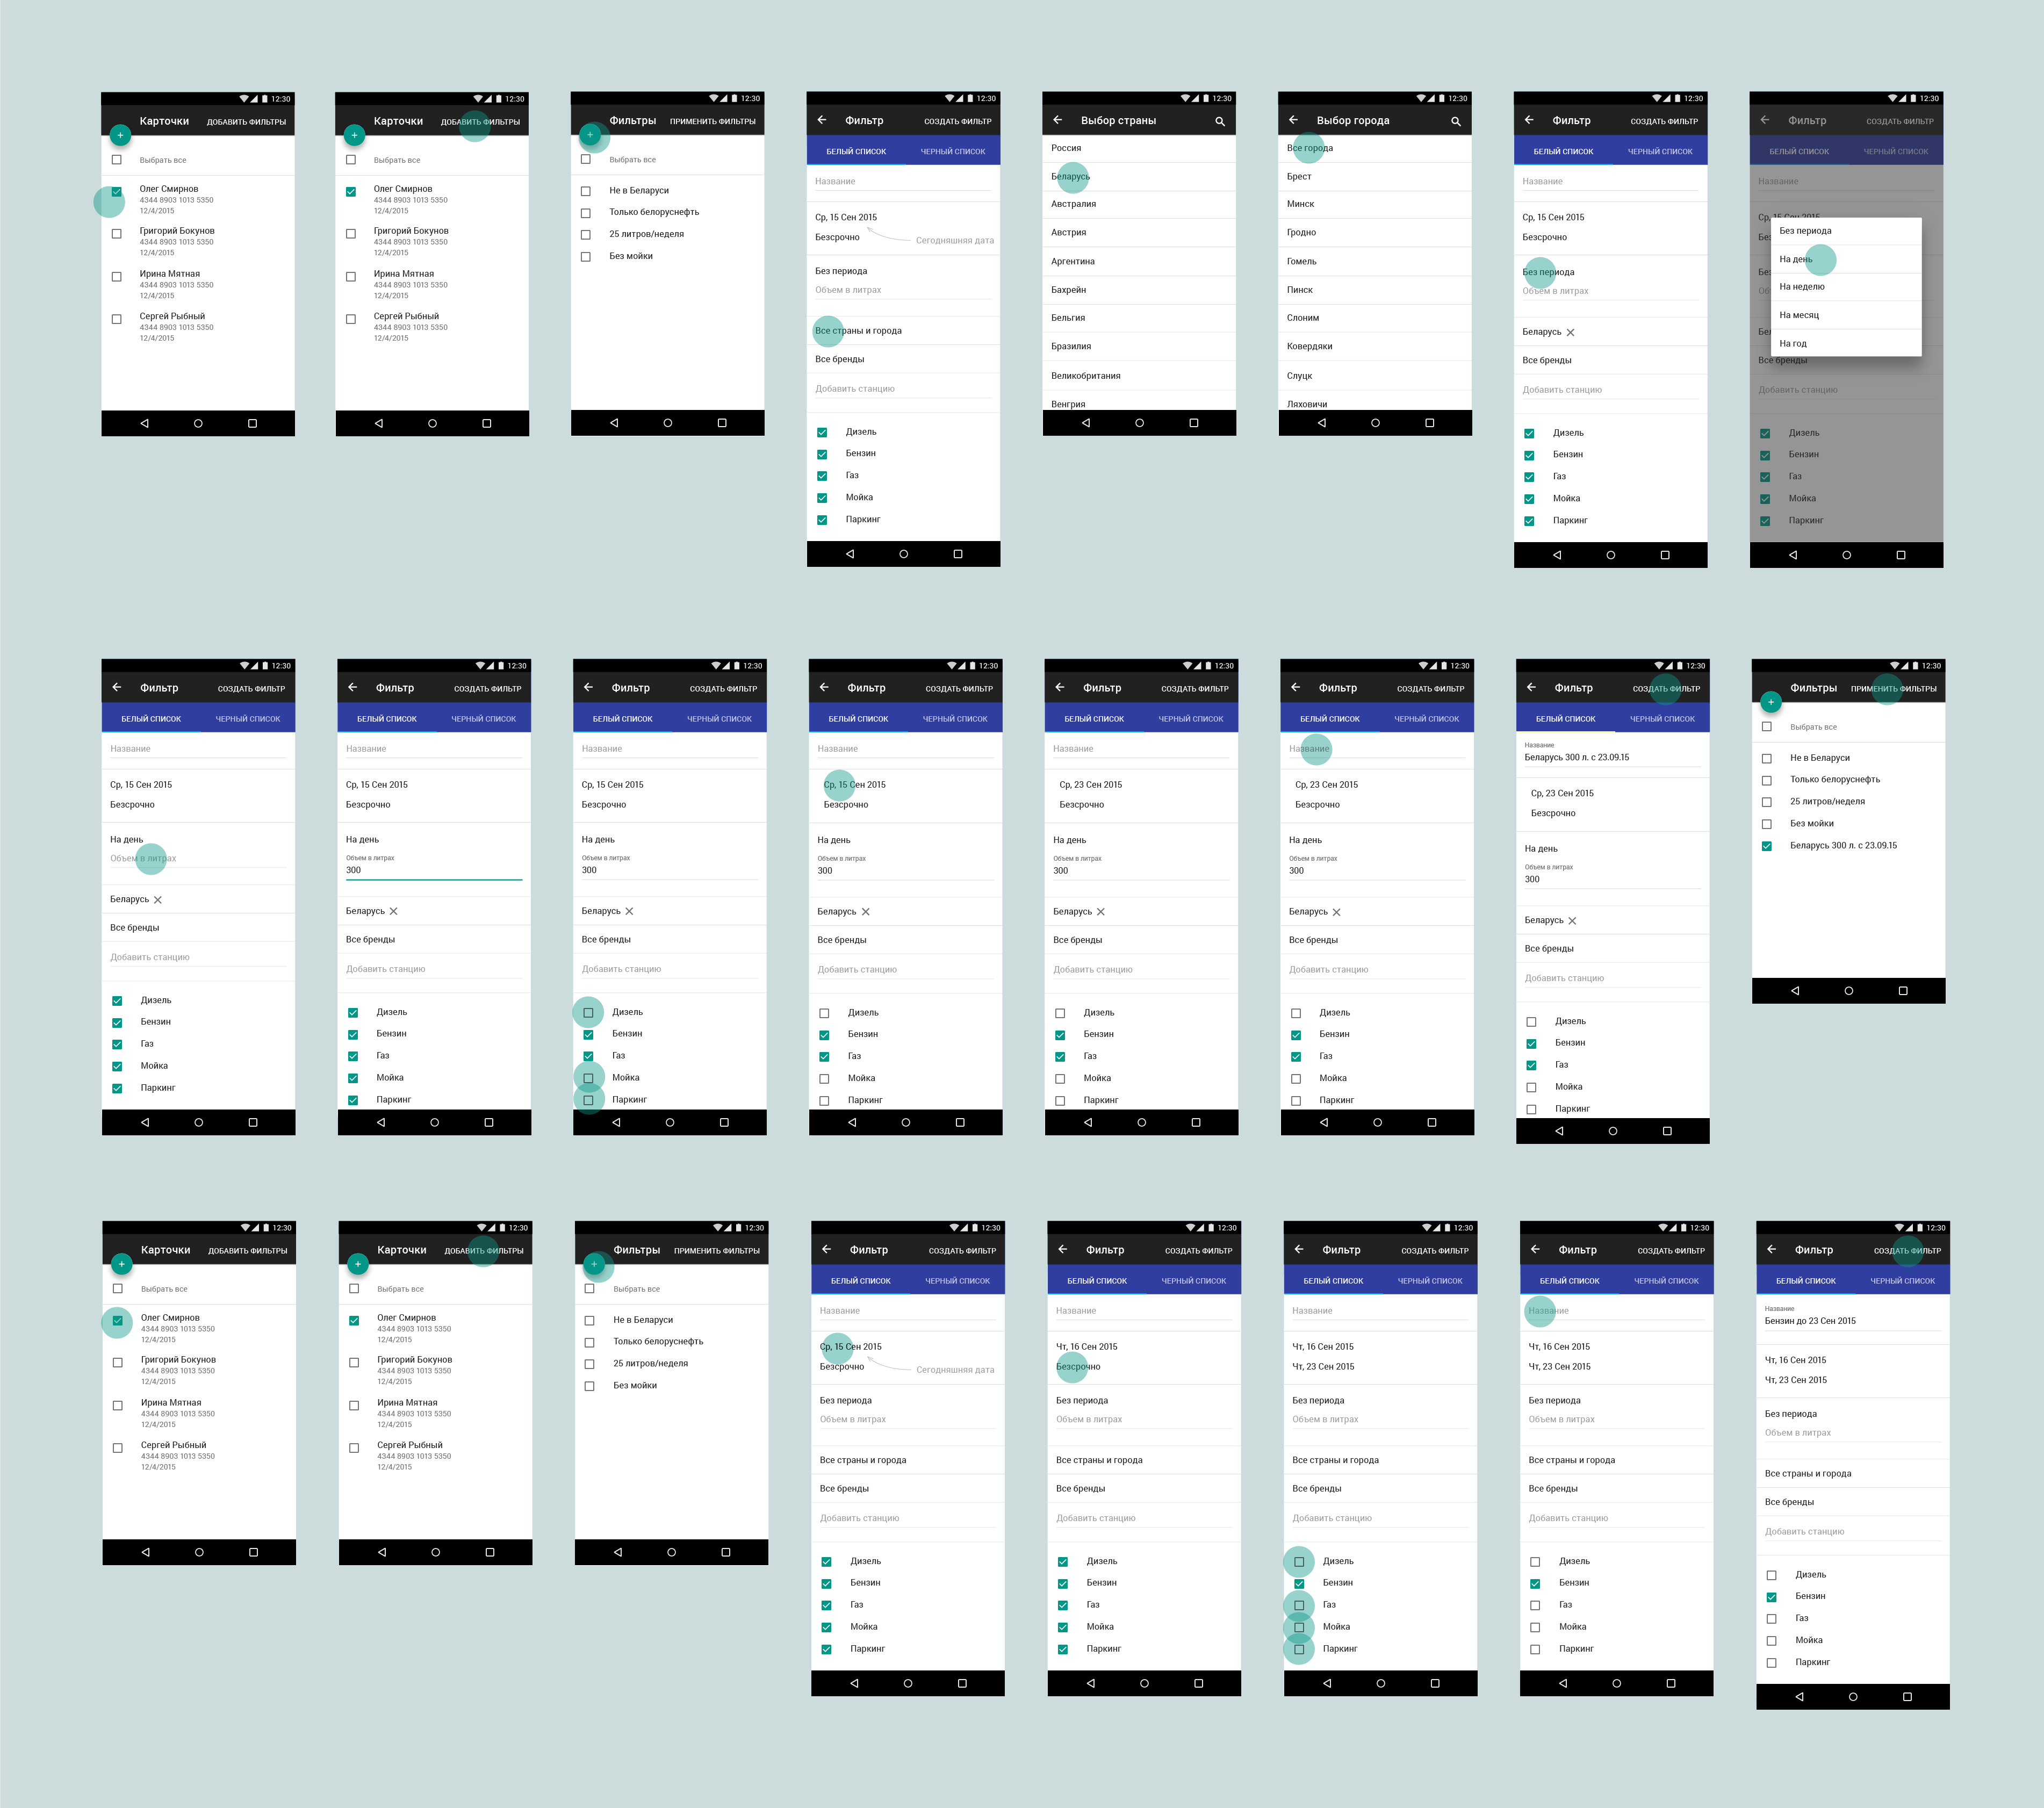 12:30
Карточки
ДОБАВИТЬ ФИЛЬТРЫ
Выбрать все
Олег Смирнов
4344 8903 1013 5350
12/4/2015
Григорий Бокунов
4344 8903 1013 5350
12/4/2015
Ирина Мятная
4344 8903 1013 5350
12/4/2015
Сергей Рыбный
4344 8903 1013 5350
12/4/2015
12:30
Карточки
ДОБАВИТЬ ФИЛЬТРЫ
Выбрать все
Олег Смирнов
4344 8903 1013 5350
12/4/2015
Григорий Бокунов
4344 8903 1013 5350
12/4/2015
Ирина Мятная
4344 8903 1013 5350
12/4/2015
Сергей Рыбный
4344 8903 1013 5350
12/4/2015
12:30
Фильтры
ПРИМЕНИТЬ ФИЛЬТРЫ
Выбрать все
Не в Беларуси
Только белоруснефть
25 литров/неделя
Без мойки
12:30
Фильтр
СОЗДАТЬ ФИЛЬТР
БЕЛЫЙ СПИСОК
ЧЕРНЫЙ СПИСОК
Название
Ср, 15 Сен 2015
Безсрочно
Сегодняшняя дата
Без периода
Объем в литрах
Все страны и города
Все бренды
Добавить станцию
Дизель
Бензин
Газ
Мойка
Паркинг
12:30
Выбор страны
Россия
Беларусь
Австралия
Австрия
Аргентина
Бахрейн
Бельгия
Бразилия
Великобритания
Венгрия
12:30
Выбор города
Все города
Брест
Минск
Гродно
Гомель
Пинск
Слоним
Ковердяки
Слуцк
Ляховичи
12:30
Фильтр
СОЗДАТЬ ФИЛЬТР
БЕЛЫЙ СПИСОК
ЧЕРНЫЙ СПИСОК
Название
Ср, 15 Сен 2015
Безсрочно
Без периода
Объем в литрах
Беларусь
Все бренды
Добавить станцию
Дизель
Бензин
Газ
Мойка
Паркинг
12:30
Фильтр
СОЗДАТЬ ФИЛЬТР
БЕЛЫЙ СПИСОК
ЧЕРНЫЙ СПИСОК
Название
Без периода
На день
На неделю
На месяц
На год
Все бренды
Добавить станцию
Дизель
Бензин
Газ
Мойка
Паркинг
12:30
Фильтр
СОЗДАТЬ ФИЛЬТР
БЕЛЫЙ СПИСОК
ЧЕРНЫЙ СПИСОК
Название
Ср, 15 Сен 2015
Безсрочно
На день
Объем в литрах
Беларусь
Все бренды
Добавить станцию
Дизель
Бензин
Газ
Мойка
Паркинг
12:30
Фильтр
СОЗДАТЬ ФИЛЬТР
БЕЛЫЙ СПИСОК
ЧЕРНЫЙ СПИСОК
Название
Ср, 15 Сен 2015
Безсрочно
На день
Объем в литрах
300
Беларусь
Все бренды
Добавить станцию
Дизель
Бензин
Газ
Мойка
Паркинг
12:30
Фильтр
СОЗДАТЬ ФИЛЬТР
БЕЛЫЙ СПИСОК
ЧЕРНЫЙ СПИСОК
Название
Ср, 15 Сен 2015
Безсрочно
На день
Объем в литрах
300
Беларусь
Все бренды
Добавить станцию
Дизель
Бензин
Газ
Мойка
Паркинг
12:30
Фильтр
СОЗДАТЬ ФИЛЬТР
БЕЛЫЙ СПИСОК
ЧЕРНЫЙ СПИСОК
Название
Ср, 15 Сен 2015
Безсрочно
На день
Объем в литрах
300
Беларусь
Все бренды
Добавить станцию
Дизель
Бензин
Газ
Мойка
Паркинг
12:30
Фильтр
СОЗДАТЬ ФИЛЬТР
БЕЛЫЙ СПИСОК
ЧЕРНЫЙ СПИСОК
Название
Ср, 23 Сен 2015
Безсрочно
На день
Объем в литрах
300
Беларусь
Все бренды
Добавить станцию
Дизель
Бензин
Газ
Мойка
Паркинг
12:30
Фильтр
СОЗДАТЬ ФИЛЬТР
БЕЛЫЙ СПИСОК
ЧЕРНЫЙ СПИСОК
Название
Ср, 23 Сен 2015
Безсрочно
На день
Объем в литрах
300
Беларусь
Все бренды
Добавить станцию
Дизель
Бензин
Газ
Мойка
Паркинг
12:30
Фильтр
СОЗДАТЬ ФИЛЬТР
БЕЛЫЙ СПИСОК
ЧЕРНЫЙ СПИСОК
Название
Беларусь 300 л. с 23.09.15
Ср, 23 Сен 2015
Безсрочно
На день
Объем в литрах
300
Беларусь
Все бренды
Добавить станцию
Дизель
Бензин
Газ
Мойка
Паркинг
12:30
Фильтры
ПРИМЕНИТЬ ФИЛЬТРЫ
Выбрать все
Не в Беларуси
Только белоруснефть
25 литров/неделя
Без мойки
Беларусь 300 л. с 23.09.15
12:30
Карточки
ДОБАВИТЬ ФИЛЬТРЫ
Выбрать все
Олег Смирнов
4344 8903 1013 5350
12/4/2015
Григорий Бокунов
4344 8903 1013 5350
12/4/2015
Ирина Мятная
4344 8903 1013 5350
12/4/2015
Сергей Рыбный
4344 8903 1013 5350
12/4/2015
12:30
Карточки
ДОБАВИТЬ ФИЛЬТРЫ
Выбрать все
Олег Смирнов
4344 8903 1013 5350
12/4/2015
Григорий Бокунов
4344 8903 1013 5350
12/4/2015
Ирина Мятная
4344 8903 1013 5350
12/4/2015
Сергей Рыбный
4344 8903 1013 5350
12/4/2015
12:30
Фильтры
ПРИМЕНИТЬ ФИЛЬТРЫ
Выбрать все
Не в Беларуси
Только белоруснефть
25 литров/неделя
Без мойки
12:30
Фильтр
СОЗДАТЬ ФИЛЬТР
БЕЛЫЙ СПИСОК
ЧЕРНЫЙ СПИСОК
Название
Ср, 15 Сен 2015
Безсрочно
Сегодняшняя дата
Без периода
Объем в литрах
Все страны и города
Все бренды
Добавить станцию
Дизель
Бензин
Газ
Мойка
Паркинг
12:30
Фильтр
СОЗДАТЬ ФИЛЬТР
БЕЛЫЙ СПИСОК
ЧЕРНЫЙ СПИСОК
Название
Чт, 16 Сен 2015
Безсрочно
Без периода
Объем в литрах
Все страны и города
Все бренды
Добавить станцию
Дизель
Бензин
Газ
Мойка
Паркинг
12:30
Фильтр
СОЗДАТЬ ФИЛЬТР
БЕЛЫЙ СПИСОК
ЧЕРНЫЙ СПИСОК
Название
Чт, 16 Сен 2015
Чт, 23 Сен 2015
Без периода
Объем в литрах
Все страны и города
Все бренды
Добавить станцию
Дизель
Бензин
Газ
Мойка
Паркинг
12:30
Фильтр
СОЗДАТЬ ФИЛЬТР
БЕЛЫЙ СПИСОК
ЧЕРНЫЙ СПИСОК
Название
Чт, 16 Сен 2015
Чт, 23 Сен 2015
Без периода
Объем в литрах
Все страны и города
Все бренды
Добавить станцию
Дизель
Бензин
Газ
Мойка
Паркинг
12:30
Фильтр
СОЗДАТЬ ФИЛЬТР
БЕЛЫЙ СПИСОК
ЧЕРНЫЙ СПИСОК
Название
Бензин до 23 Сен 2015
Чт, 16 Сен 2015
Чт, 23 Сен 2015
Без периода
Объем в литрах
Все страны и города
Все бренды
Добавить станцию
Дизель
Бензин
Газ
Мойка
Паркинг